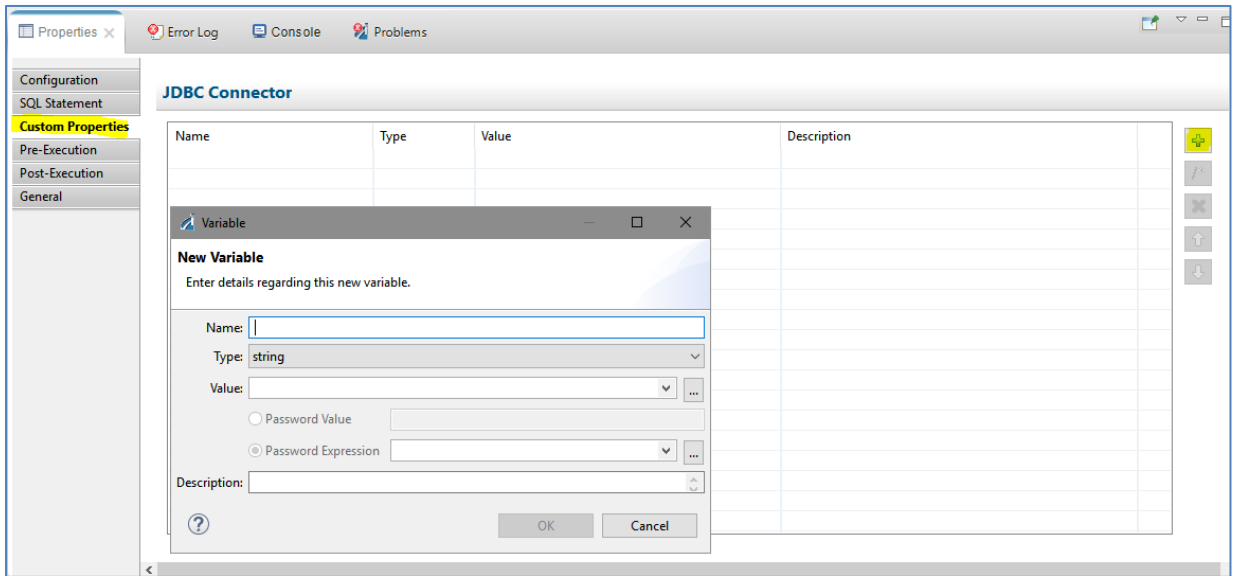 Properties
Error Log
Console
Problems
Configuration
SQL Statement
Custom Properties
Pre-Execution
Post-Execution
General
JDBC Connector
Name Type Value Description
Variable
New Variable
Enter details regarding this new variable.
Name:
Type: string
Value:
...
Password Value
Password Expression
...
Description:
?
OK Cancel